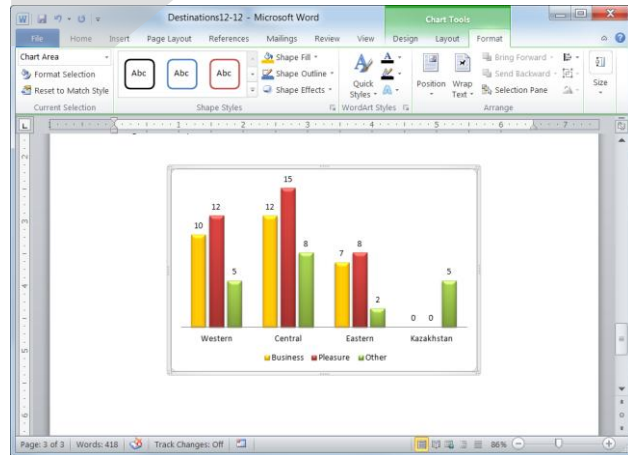 Destinations12-12 - Microsoft Word
Chart Tools
File Home Insert Page Layout References Mailings Review View Design Layout Format
Chart Area
Format Selection
Reset to Match Style
Current Selection
Abc Abc Abc
Shape Fill
Shape Outline
Shape Effects
Shape Styles
Quick Styles
WordArt Styles
Position
Wrap Text
Bring Forward
Send Backward
Selection Pane
Arrange
Size
15
12 12
10
8 8
7
5 5
2
0 0
Western Central Eastern Kazakhstan
Business Pleasure Other
Page: 3 of 3 Words: 418 Track Changes: Off 86%